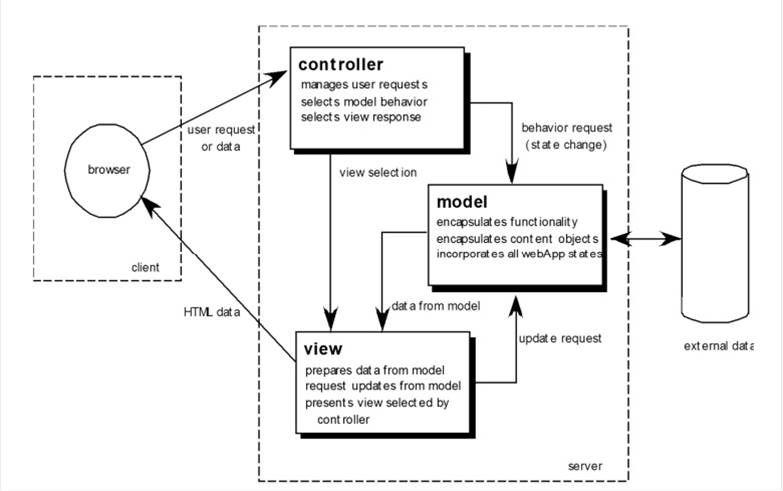 controller
manages user requests
selects model behavior
selects view response
user request
or data
behavior request
(state change)
browser
view selection
model
encapsulates functionality
encapsulates content objects
incorporates all webApp states
client
HTML data
data from model
view
prepares data from model
request updates from model
presents view selected by
controller
update request
external data
server